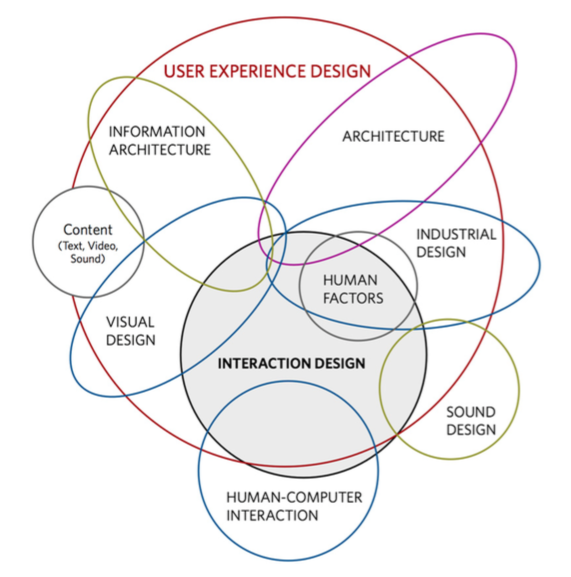 USER EXPERIENCE DESIGN
INFORMATION
ARCHITECTURE
ARCHITECTURE
Content
(Text, Video,
Sound)
INDUSTRIAL
DESIGN
HUMAN
FACTORS
VISUAL
DESIGN
INTERACTION DESIGN
SOUND
DESIGN
HUMAN-COMPUTER
INTERACTION